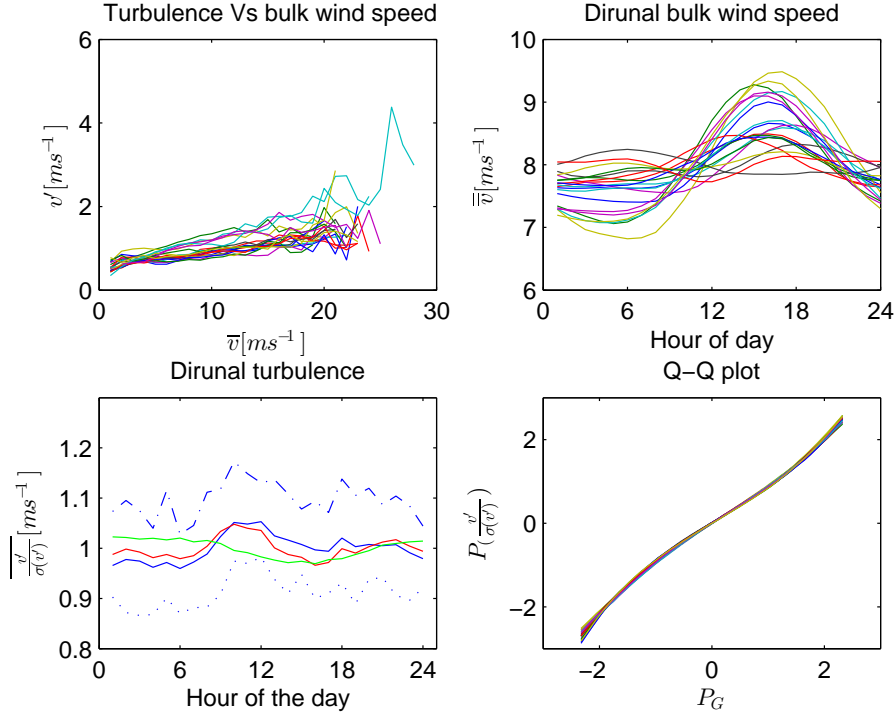 Turbulence Vs bulk wind speed
6
4
2
0
0
10
20
30
v′[ms⁻¹]
v̅[ms⁻¹]
Dirunal bulk wind speed
10
9
8
7
6
0
6
12
18
24
v̿[ms⁻¹]
Hour of day
Dirunal turbulence
1.2
1.1
1
0.9
0.8
0
6
12
18
24
v′/σ(v′)[ms⁻¹]
Hour of the day
Q−Q plot
2
0
−2
−2
0
2
P(v′/σ(v′))
P_G